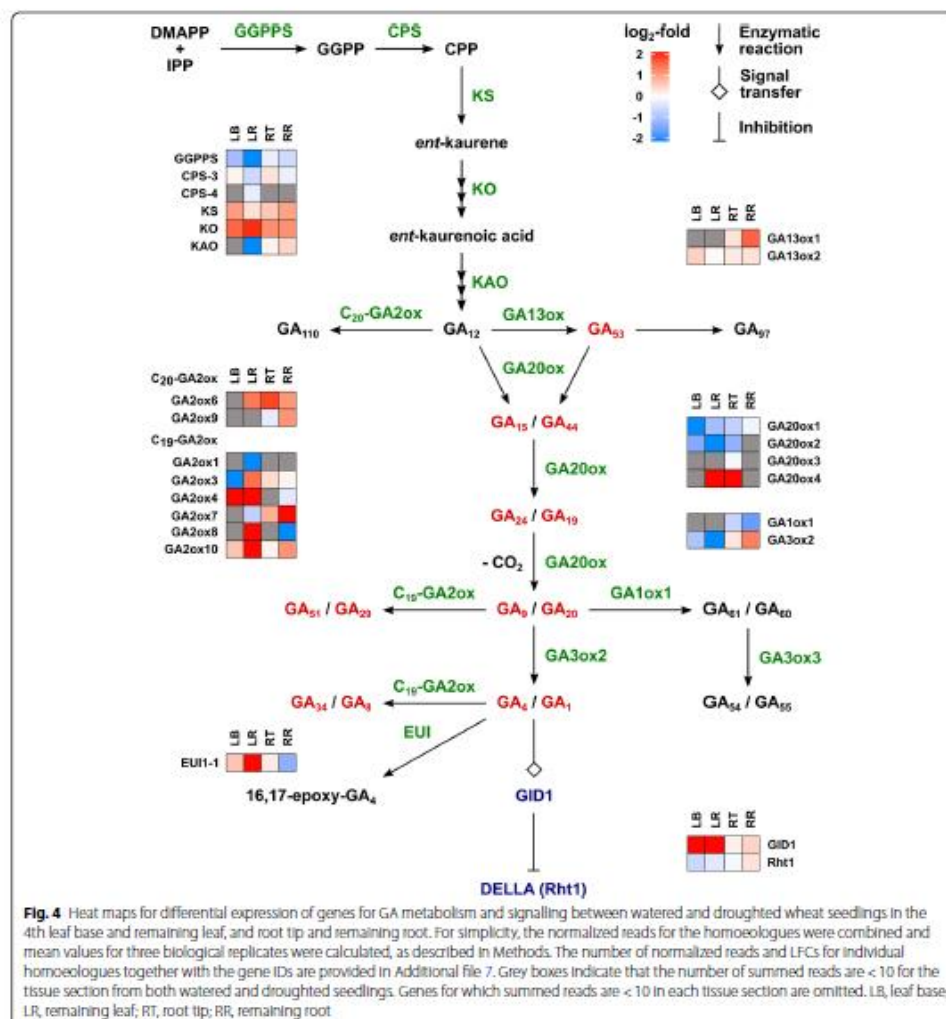 DMAPP
+
IPP
GGPPS
GGPP
CPS
CPP
log2-fold
2
1
0
-1
-2
Enzymatic
reaction
Signal
transfer
Inhibition
KS
ent-kaurene
KO
ent-kaurenoic acid
KAO
LB LR RT RR
GGPPS
CPS-3
CPS-4
KS
KO
KAO
LB LR RT RR
GA13ox1
GA13ox2
GA110
C20-GA2ox
GA12
GA13ox
GA53
GA97
GA20ox
C20-GA2ox
LB LR RT RR
GA2ox6
GA2ox9
C19-GA2ox
GA2ox1
GA2ox3
GA2ox4
GA2ox7
GA2ox8
GA2ox10
GA15 / GA44
GA20ox
GA24 / GA19
- CO2
GA20ox
LB LR RT RR
GA20ox1
GA20ox2
GA20ox3
GA20ox4
GA1ox1
GA3ox2
GA51 / GA29
C19-GA2ox
GA9 / GA20
GA1ox1
GA61 / GA60
GA3ox2
GA3ox3
GA34 / GA8
C19-GA2ox
GA4 / GA1
GA54 / GA55
EUI
LB LR RT RR
EUI1-1
16,17-epoxy-GA4
GID1
LB LR RT RR
GID1
Rht1
DELLA (Rht1)
Fig. 4 Heat maps for differential expression of genes for GA metabolism and signalling between watered and droughted wheat seedlings in the
4th leaf base and remaining leaf, and root tip and remaining root. For simplicity, the normalized reads for the homoeologues were combined and
mean values for three biological replicates were calculated, as described in Methods. The number of normalized reads and LFCs for individual
homoeologues together with the gene IDs are provided in Additional file 7. Grey boxes indicate that the number of summed reads are < 10 for the
tissue section from both watered and droughted seedlings. Genes for which summed reads are < 10 in each tissue section are omitted. LB, leaf base;
LR, remaining leaf; RT, root tip; RR, remaining root